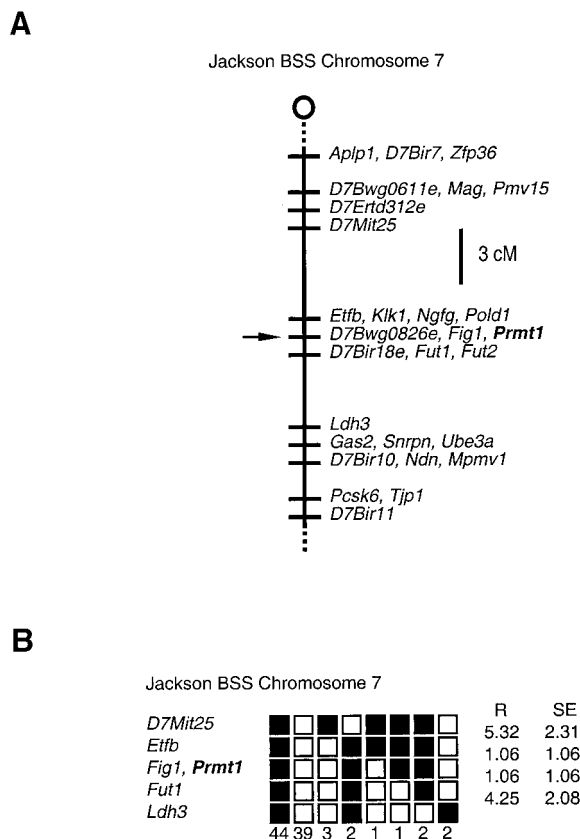 A
Jackson BSS Chromosome 7
Aplp1, D7Bir7, Zfp36
D7Bwg0611e, Mag, Pmv15
D7Ertd312e
D7Mit25
3 cM
Etfb, Klk1, Ngfg, Pold1
D7Bwg0826e, Fig1, Prmt1
D7Bir18e, Fut1, Fut2
Ldh3
Gas2, Snrpn, Ube3a
D7Bir10, Ndn, Mpmv1
Pcsk6, Tjp1
D7Bir11
B
Jackson BSS Chromosome 7
R SE
D7Mit25
5.32 2.31
Etfb
1.06 1.06
Fig1, Prmt1
1.06 1.06
Fut1
4.25 2.08
Ldh3
44 39 3 2 1 1 2 2